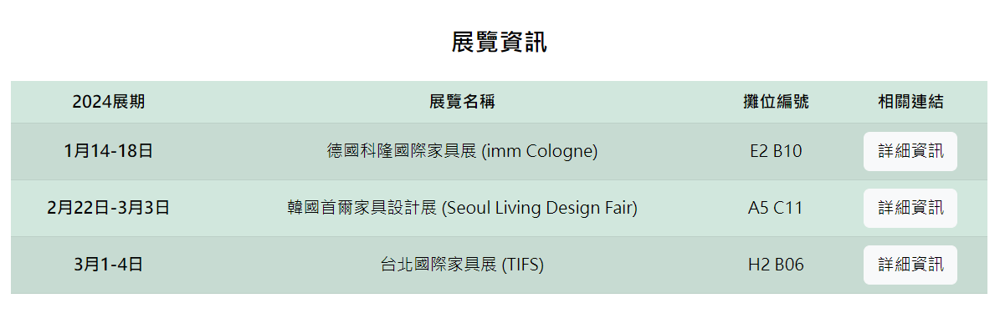 展覽資訊
2024展期 展覽名稱 攤位編號 相關連結
1月14-18日 德國科隆國際家具展 (imm Cologne) E2 B10 詳細資訊
2月22日-3月3日 韓國首爾家具設計展 (Seoul Living Design Fair) A5 C11 詳細資訊
3月1-4日 台北國際家具展 (TIFS) H2 B06 詳細資訊